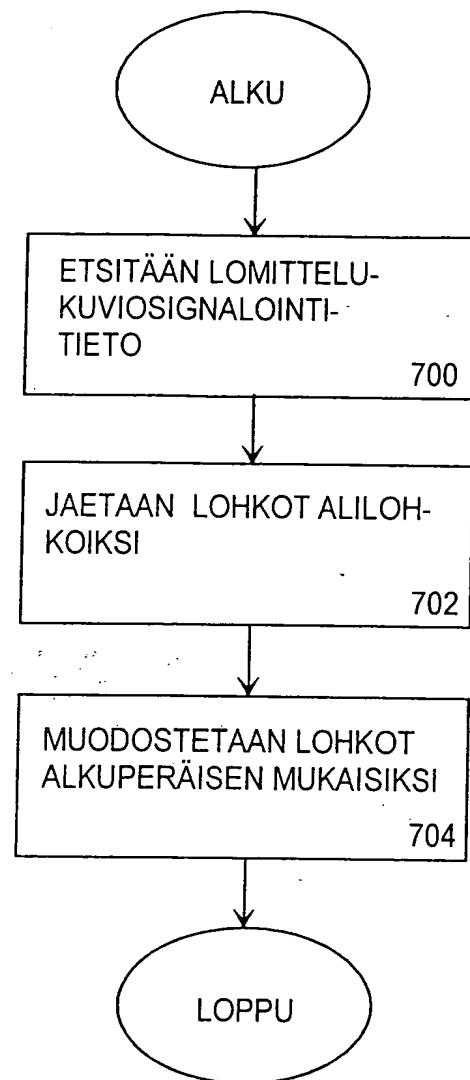 ALKU
ETSITÄÄN LOMITTELU-
KUVIOSIGNALOINTI-
TIETO
700
JAETAAN LOHKOT ALILOH-
KOIKSI
702
MUODOSTETAAN LOHKOT
ALKUPERÄISEN MUKAISIKSI
704
LOPPU